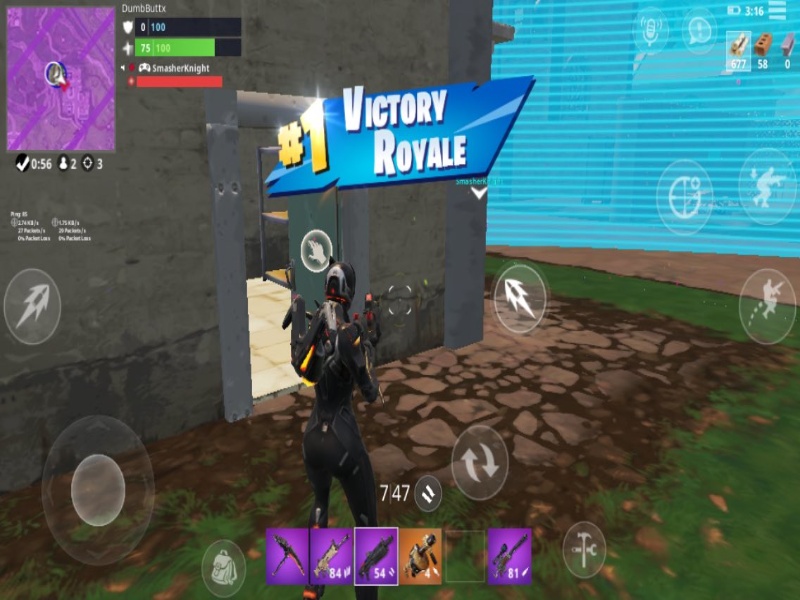 DumbButtx
0 | 100
75 | 100
SmasherKnight
3:16
677 58 0
#1 VICTORY
ROYALE
0:56 2 3
7|47
84
54
4
81